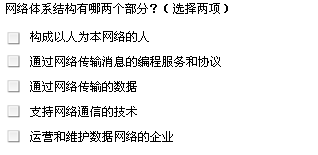 网络体系结构有哪两个部分？（选择两项）
构成以人为本网络的人
通过网络传输消息的编程服务和协议
通过网络传输的数据
支持网络通信的技术
运营和维护数据网络的企业